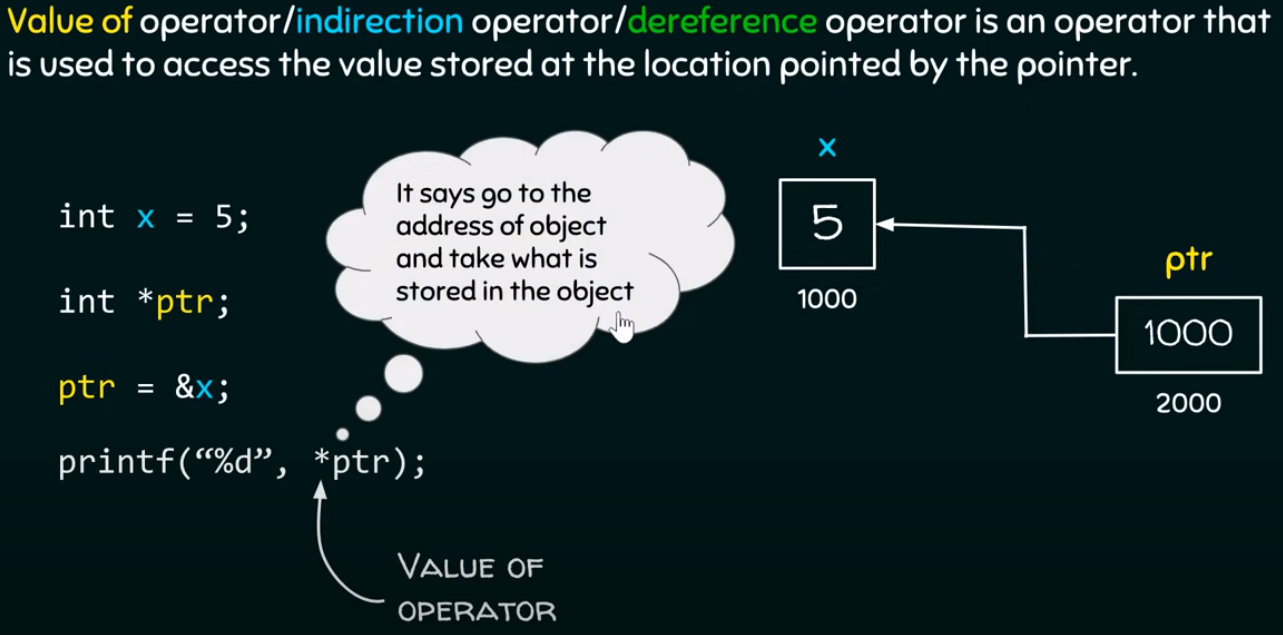 Value of operator/indirection operator/dereference operator is an operator that
is used to access the value stored at the location pointed by the pointer.
int x = 5;
int *ptr;
ptr = &x;
printf(“%d”, *ptr);
It says go to the
address of object
and take what is
stored in the object
VALUE OF
OPERATOR
x
5
1000
ptr
1000
2000